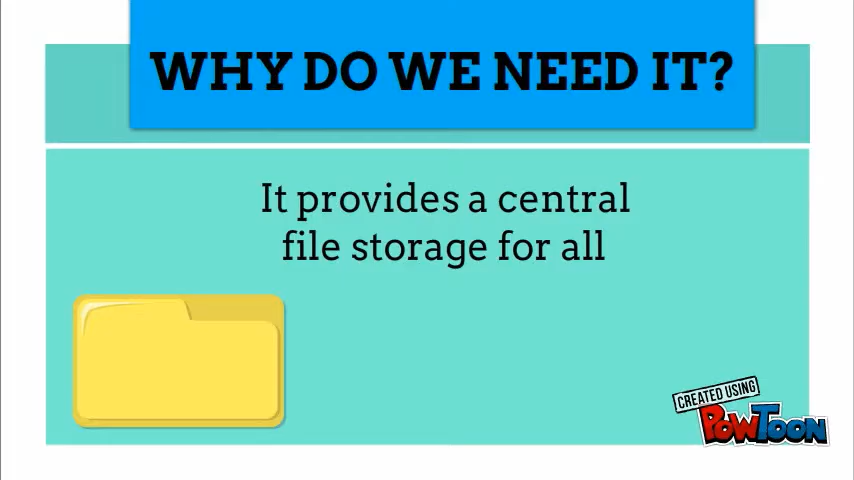 WHY DO WE NEED IT?
It provides a central
file storage for all
CREATED USING
POWTOON